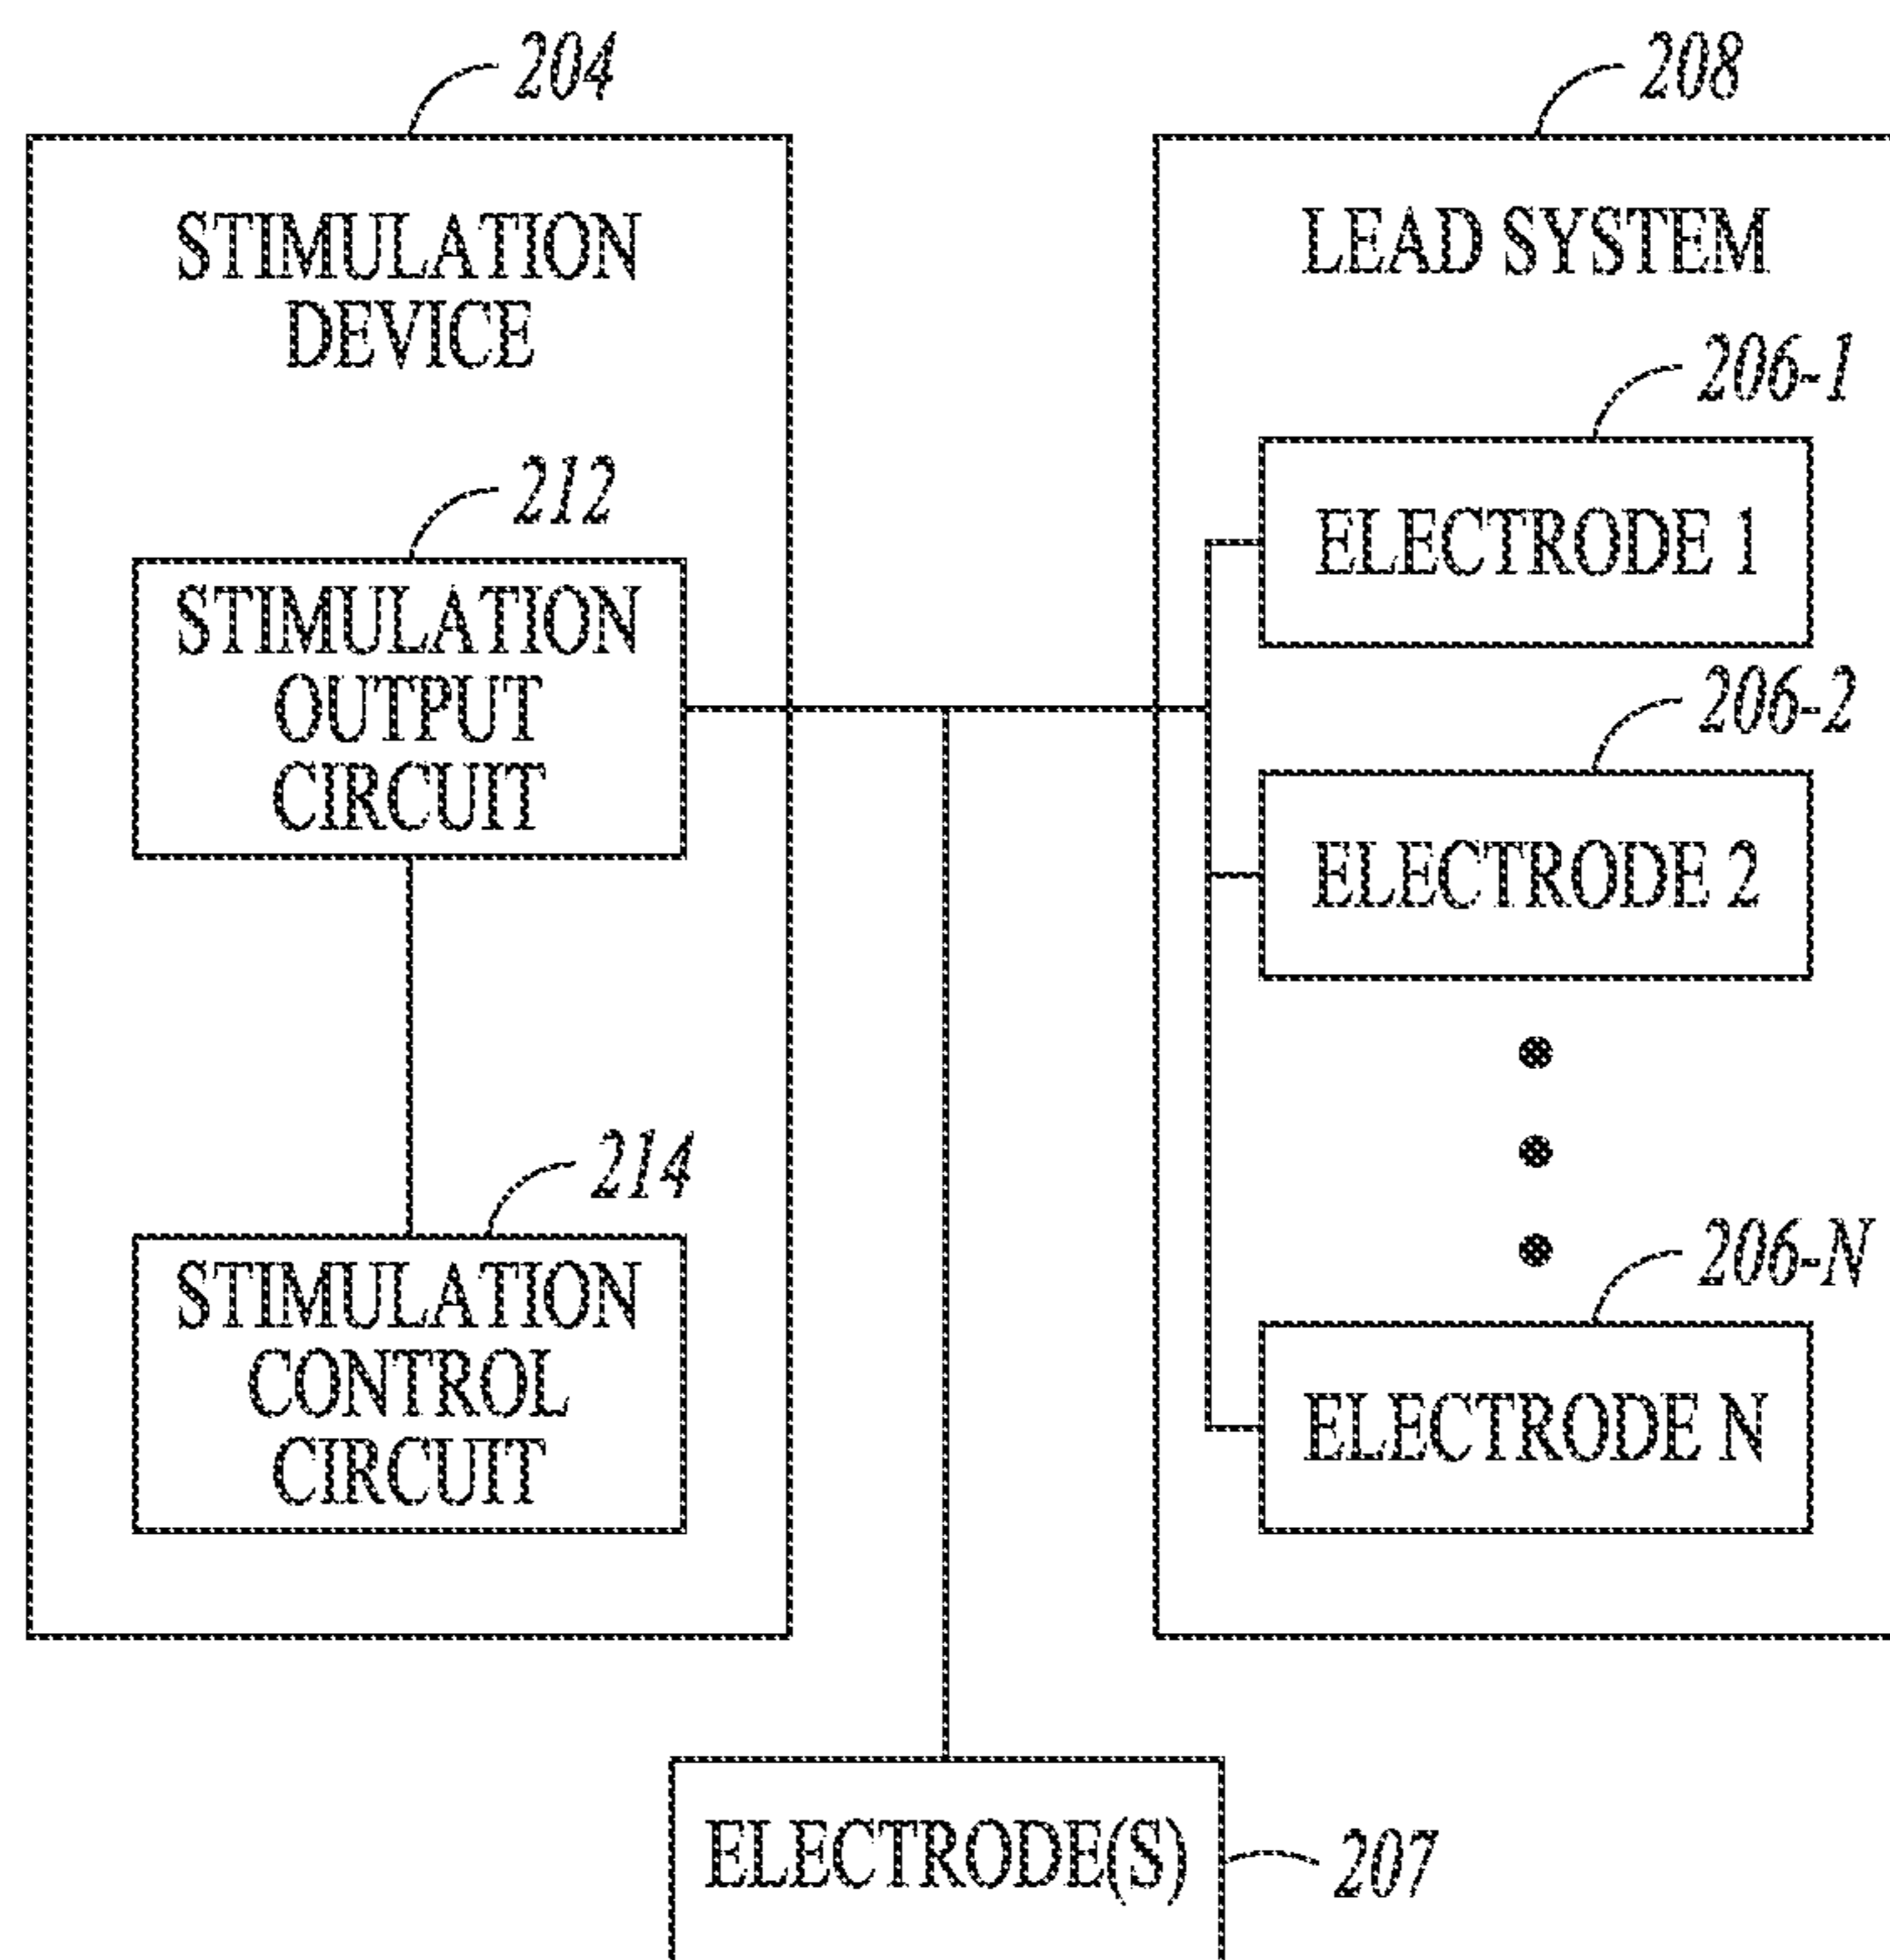 204
STIMULATION
DEVICE
212
STIMULATION
OUTPUT
CIRCUIT
214
STIMULATION
CONTROL
CIRCUIT
208
LEAD SYSTEM
206-1
ELECTRODE 1
206-2
ELECTRODE 2
206-N
ELECTRODE N
ELECTRODE(S)
207